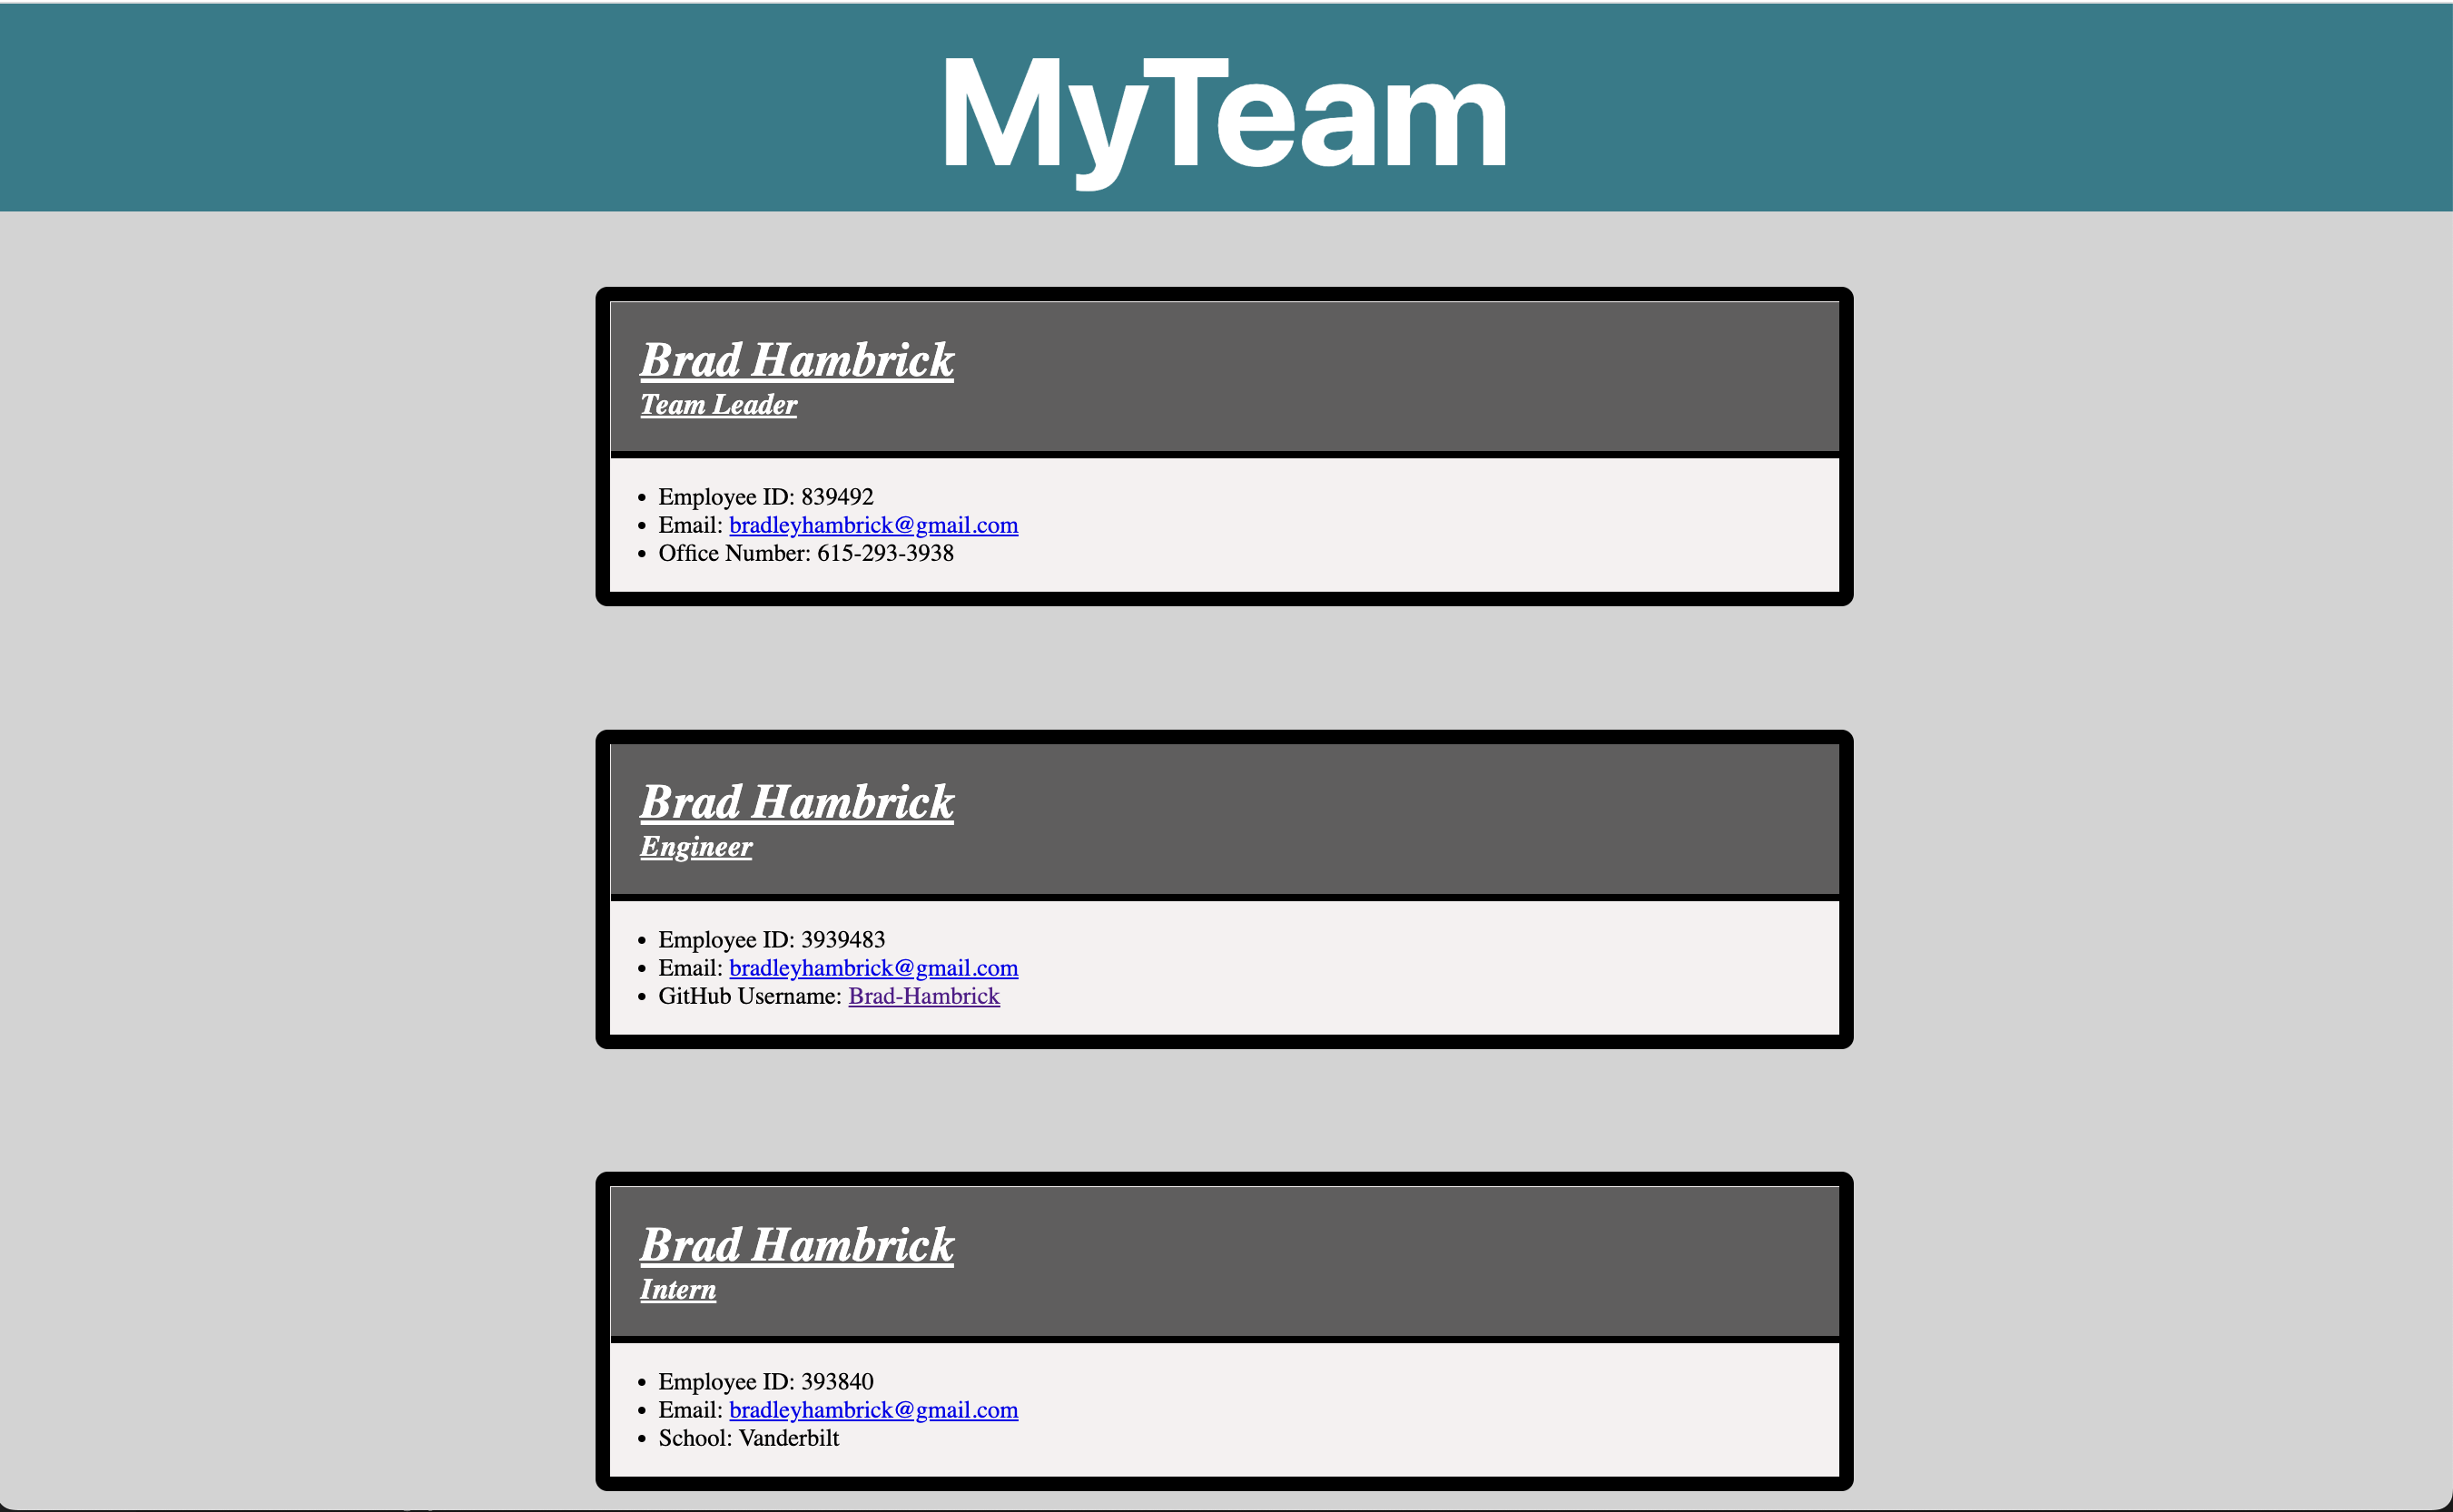 MyTeam
Brad Hambrick
Team Leader
• Employee ID: 839492
• Email: bradleyhambrick@gmail.com
• Office Number: 615-293-3938
Brad Hambrick
Engineer
• Employee ID: 3939483
• Email: bradleyhambrick@gmail.com
• GitHub Username: Brad-Hambrick
Brad Hambrick
Intern
• Employee ID: 393840
• Email: bradleyhambrick@gmail.com
• School: Vanderbilt